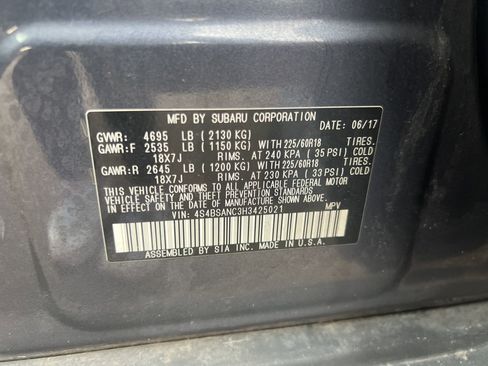 MFD BY SUBARU CORPORATION DATE: 06/17
GVWR: 4695 LB ( 2130 KG)
GAWR:F 2535 LB ( 1150 KG) WITH 225/60R18 TIRES.
18X7J RIMS. AT 240 KPA ( 35 PSI) COLD
GAWR:R 2645 LB ( 1200 KG) WITH 225/60R18 TIRES.
18X7J RIMS. AT 230 KPA ( 33 PSI) COLD
THIS VEHICLE CONFORMS TO ALL APPLICABLE FEDERAL MOTOR
VEHICLE SAFETY AND THEFT PREVENTION STANDARDS IN EFFECT
ON THE DATE OF MANUFACTURE SHOWN ABOVE.
VIN: 4S4BSANC3H3425021 MPV
ASSEMBLED BY SIA INC. IN U.S.A.